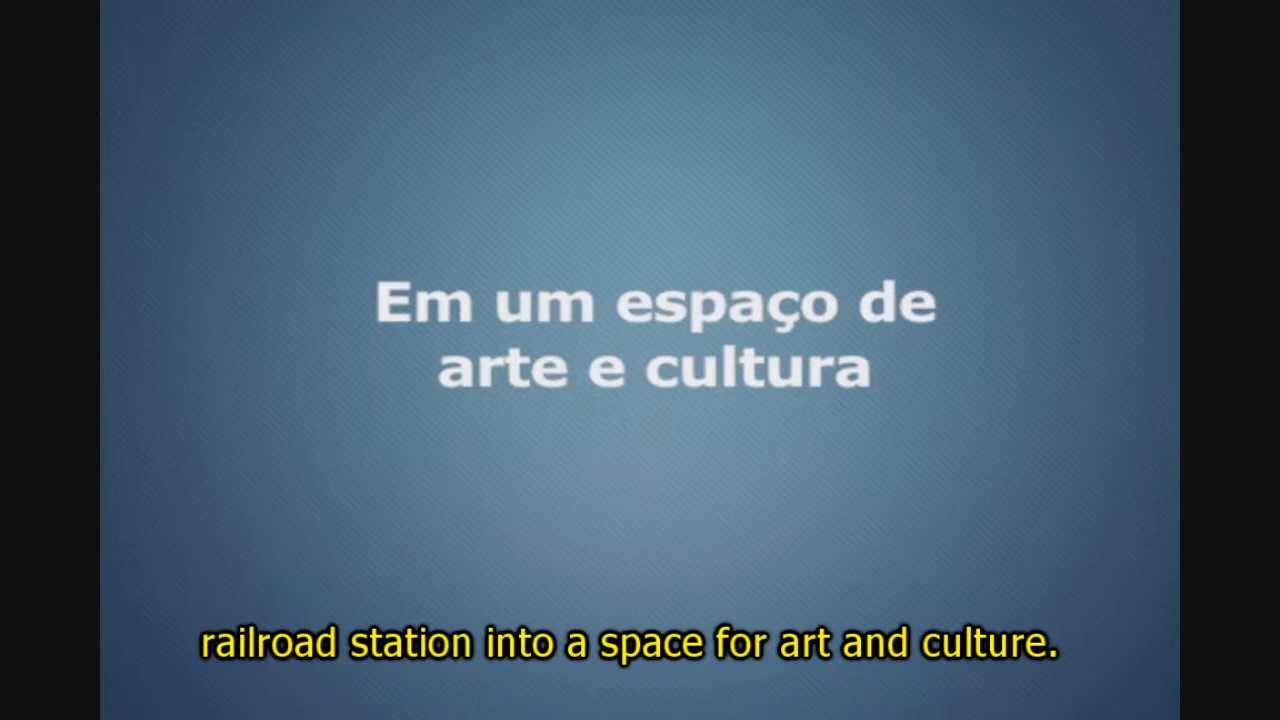 Em um espaço de
arte e cultura
railroad station into a space for art and culture.